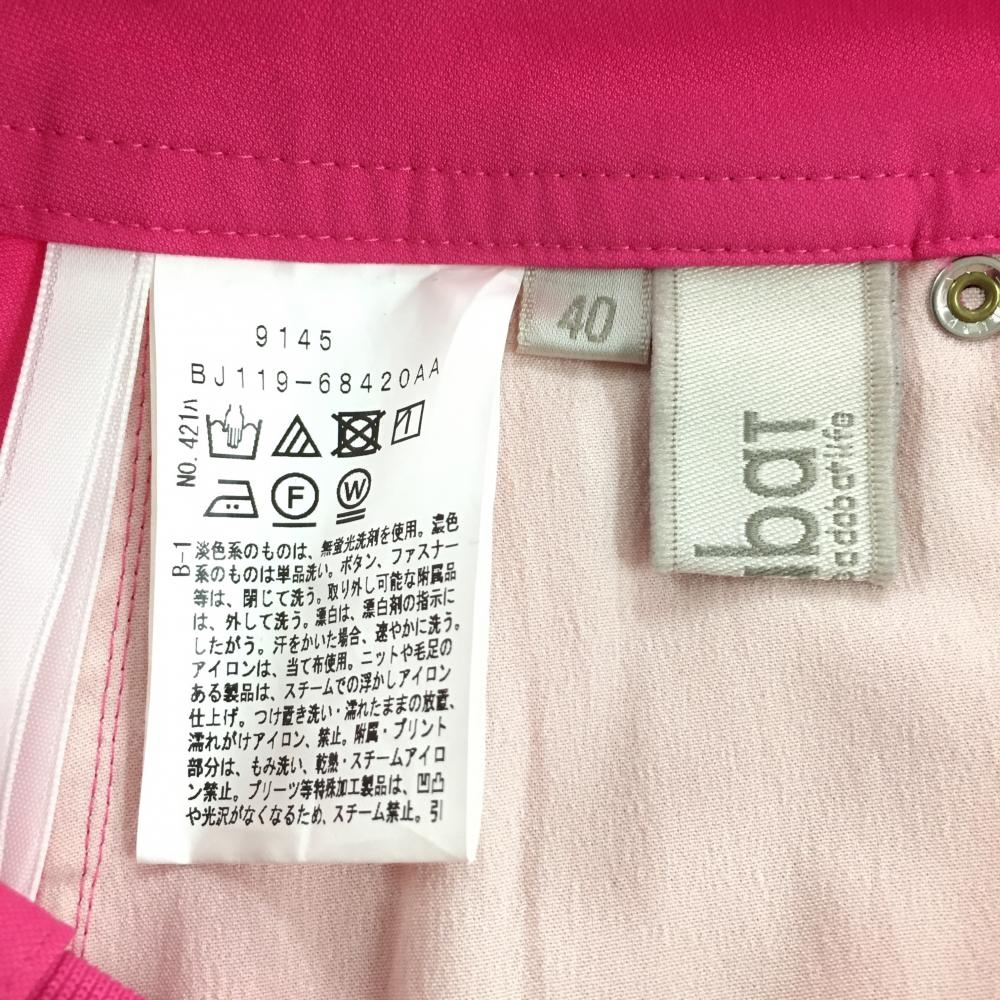 9145
BJ119-68420AA
NO. 421ハ
F
W
B-1
淡色系のものは、無蛍光洗剤を使用。濃色
系のものは単品洗い。ボタン、ファスナー
等は、閉じて洗う。取り外し可能な附属品
は、外して洗う。漂白は、漂白剤の指示に
したがう。汗をかいた場合、速やかに洗う。
アイロンは、当て布使用。ニットや毛足の
ある製品は、スチームでの浮かしアイロン
仕上げ。つけ置き洗い・濡れたままの放置、
濡れがけアイロン、禁止。附属・プリント
部分は、もみ洗い、乾熱・スチームアイロ
ン禁止。プリーツ等特殊加工製品は、凹凸
や光沢がなくなるため、スチーム禁止。引
40
bat
adabatlife